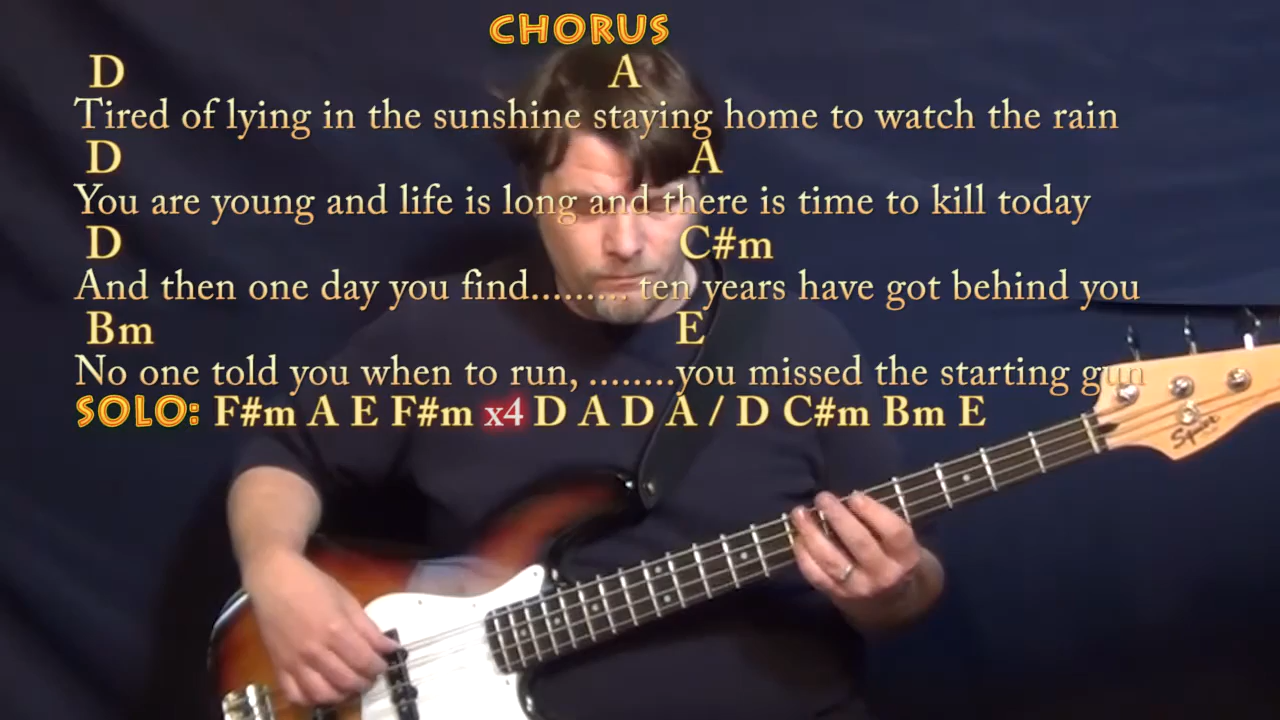 CHORUS
D A
Tired of lying in the sunshine staying home to watch the rain
D A
You are young and life is long and there is time to kill today
D C#m
And then one day you find......... ten years have got behind you
Bm E
No one told you when to run, ........you missed the starting gun
SOLO: F#m A E F#m x4 D A D A / D C#m Bm E
Squier